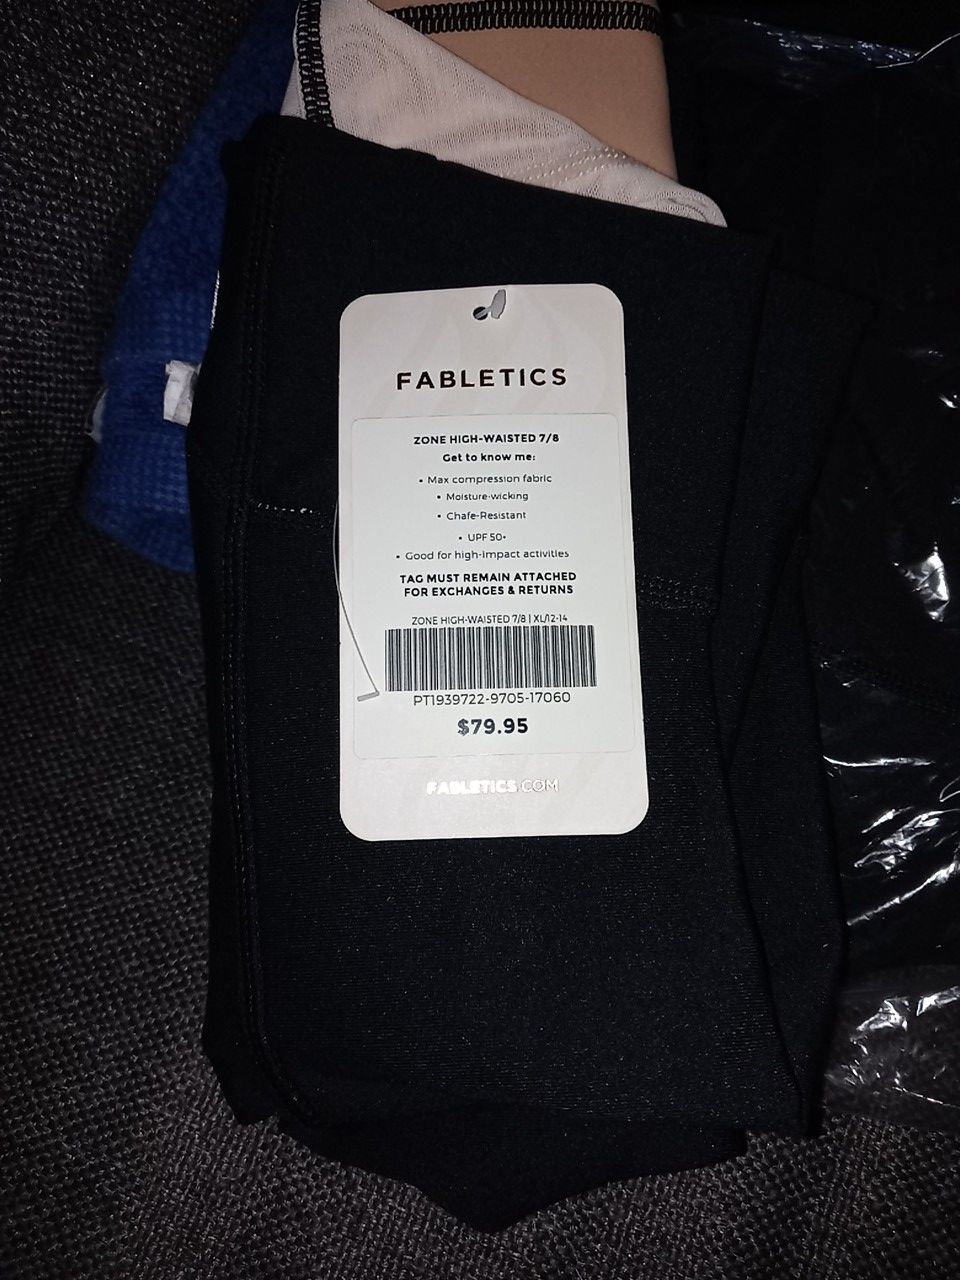 FABLETICS
ZONE HIGH-WAISTED 7/8
Get to know me:
• Max compression fabric
• Moisture-wicking
• Chafe-Resistant
• UPF 50+
• Good for high-impact activities
TAG MUST REMAIN ATTACHED
FOR EXCHANGES & RETURNS
ZONE HIGH-WAISTED 7/8 | XL/12-14
PT1939722-9705-17060
$79.95
FABLETICS.COM